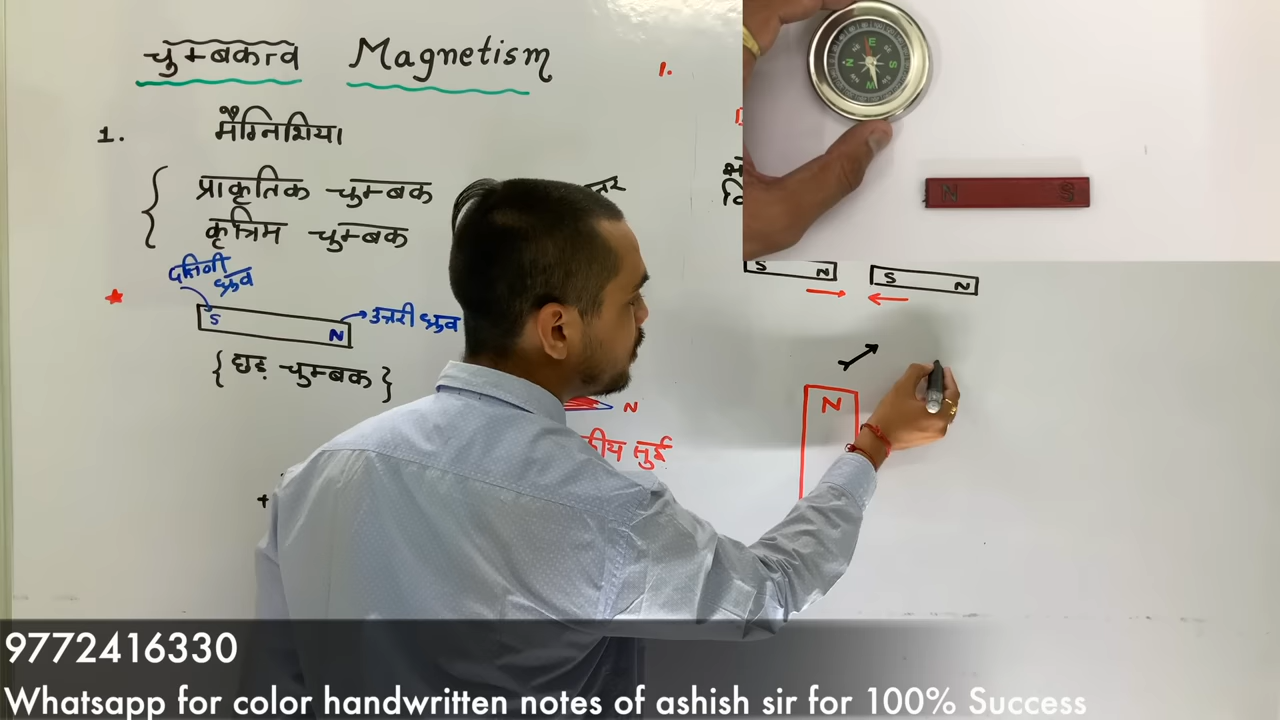 चुम्बकत्व Magnetism
1. मैग्निशिया
प्राकृतिक चुम्बक
कृत्रिम चुम्बक
दक्षिणी ध्रुव
S N उत्तरी ध्रुव
{ छड़ चुम्बक }
N
सुई
+
1.
E
N S
W
N S
S N S N
N
9772416330
Whatsapp for color handwritten notes of ashish sir for 100% Success